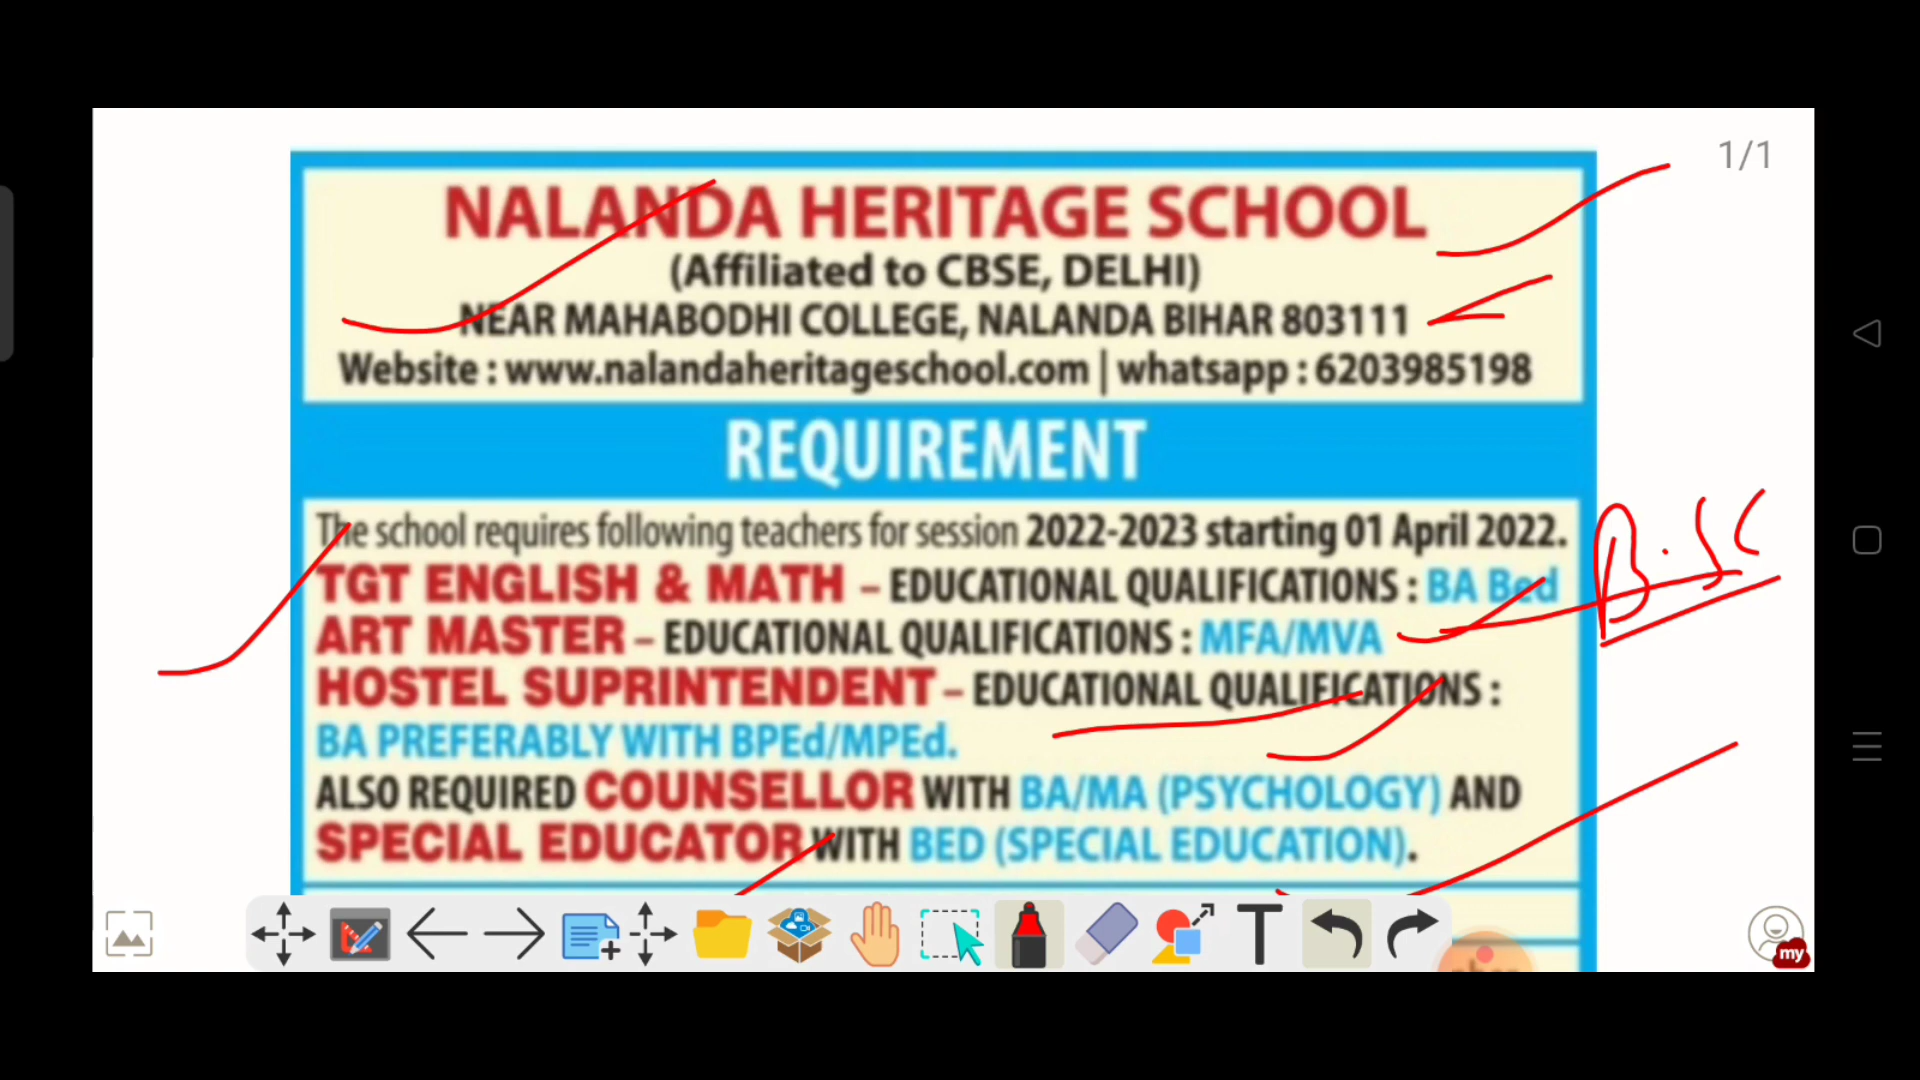 1/1
NALANDA HERITAGE SCHOOL
(Affiliated to CBSE, DELHI)
NEAR MAHABODHI COLLEGE, NALANDA BIHAR 803111
Website : www.nalandaheritageschool.com | whatsapp : 6203985198
REQUIREMENT
The school requires following teachers for session 2022-2023 starting 01 April 2022.
TGT ENGLISH & MATH – EDUCATIONAL QUALIFICATIONS : BA Bed
B.Sc
ART MASTER – EDUCATIONAL QUALIFICATIONS : MFA/MVA
HOSTEL SUPRINTENDENT – EDUCATIONAL QUALIFICATIONS :
BA PREFERABLY WITH BPEd/MPEd.
ALSO REQUIRED COUNSELLOR WITH BA/MA (PSYCHOLOGY) AND
SPECIAL EDUCATOR WITH BED (SPECIAL EDUCATION).
T
my